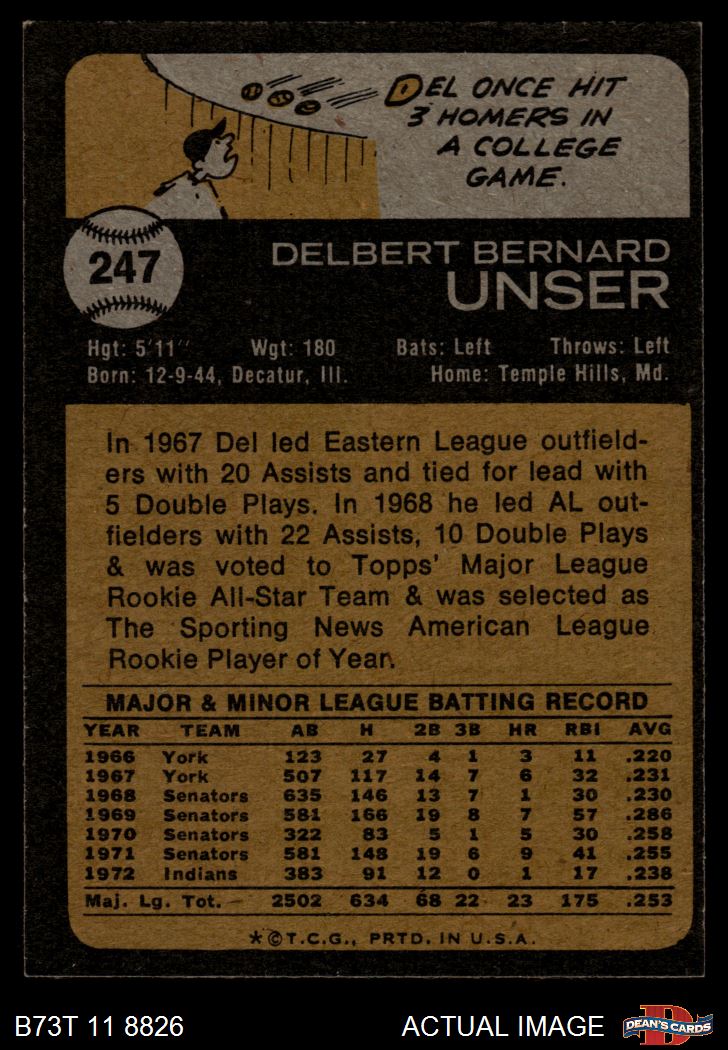 DEL ONCE HIT
3 HOMERS IN
A COLLEGE
GAME.
247
DELBERT BERNARD
UNSER
Hgt: 5'11" Wgt: 180 Bats: Left Throws: Left
Born: 12-9-44, Decatur, Ill. Home: Temple Hills, Md.
In 1967 Del led Eastern League outfield-
ers with 20 Assists and tied for lead with
5 Double Plays. In 1968 he led AL out-
fielders with 22 Assists, 10 Double Plays
& was voted to Topps' Major League
Rookie All-Star Team & was selected as
The Sporting News American League
Rookie Player of Year.
MAJOR & MINOR LEAGUE BATTING RECORD
YEAR TEAM AB H 2B 3B HR RBI AVG
1966 York 123 27 4 1 3 11 .220
1967 York 507 117 14 7 6 32 .231
1968 Senators 635 146 13 7 1 30 .230
1969 Senators 581 166 19 8 7 57 .286
1970 Senators 322 83 5 1 5 30 .258
1971 Senators 581 148 19 6 9 41 .255
1972 Indians 383 91 12 0 1 17 .238
Maj. Lg. Tot. 2502 634 68 22 23 175 .253
*©T.C.G., PRTD. IN U.S.A.
B73T 11 8826 ACTUAL IMAGE DEAN'S CARDS